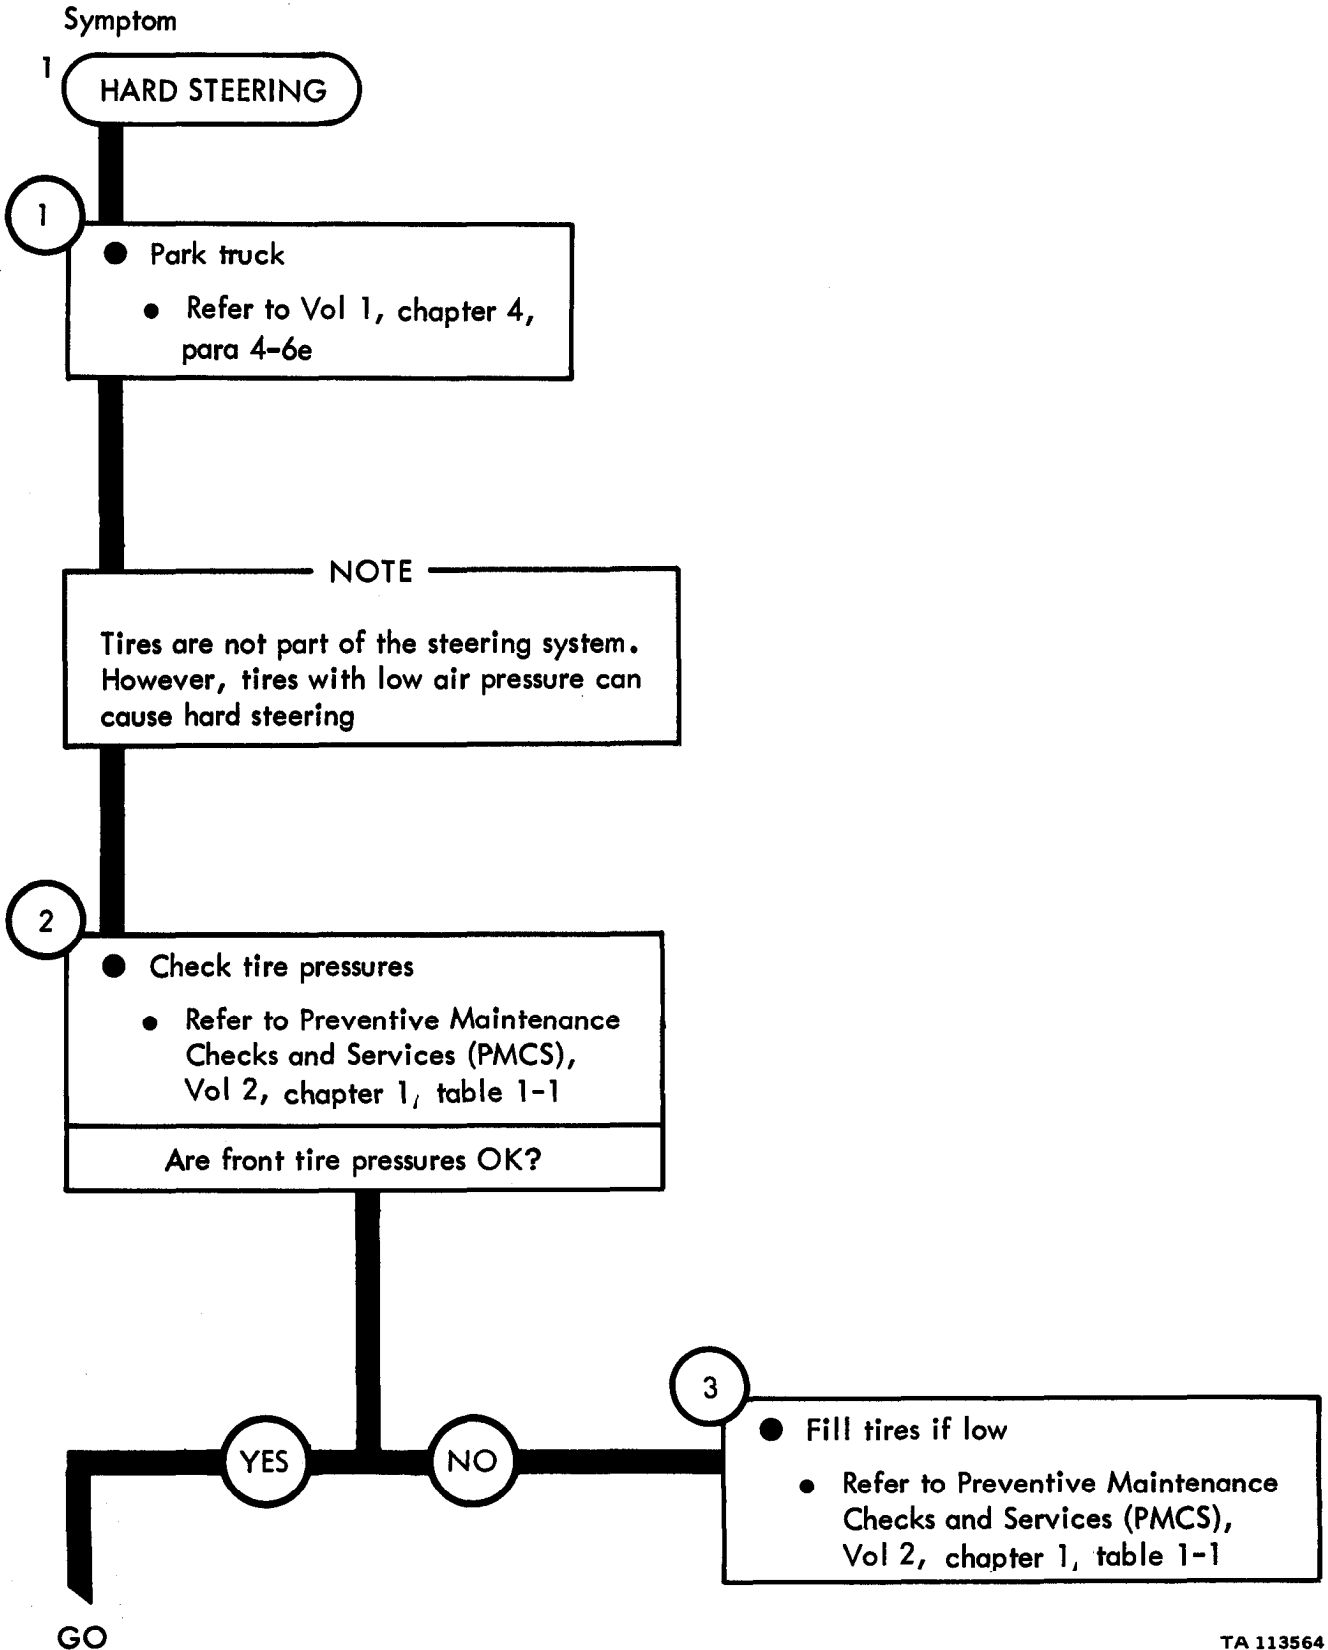 Symptom
1
HARD STEERING
1
● Park truck
● Refer to Vol 1, chapter 4,
para 4-6e
NOTE
Tires are not part of the steering system.
However, tires with low air pressure can
cause hard steering
2
● Check tire pressures
● Refer to Preventive Maintenance
Checks and Services (PMCS),
Vol 2, chapter 1, table 1-1
Are front tire pressures OK?
YES
NO
3
● Fill tires if low
● Refer to Preventive Maintenance
Checks and Services (PMCS),
Vol 2, chapter 1, table 1-1
GO
TA 113564